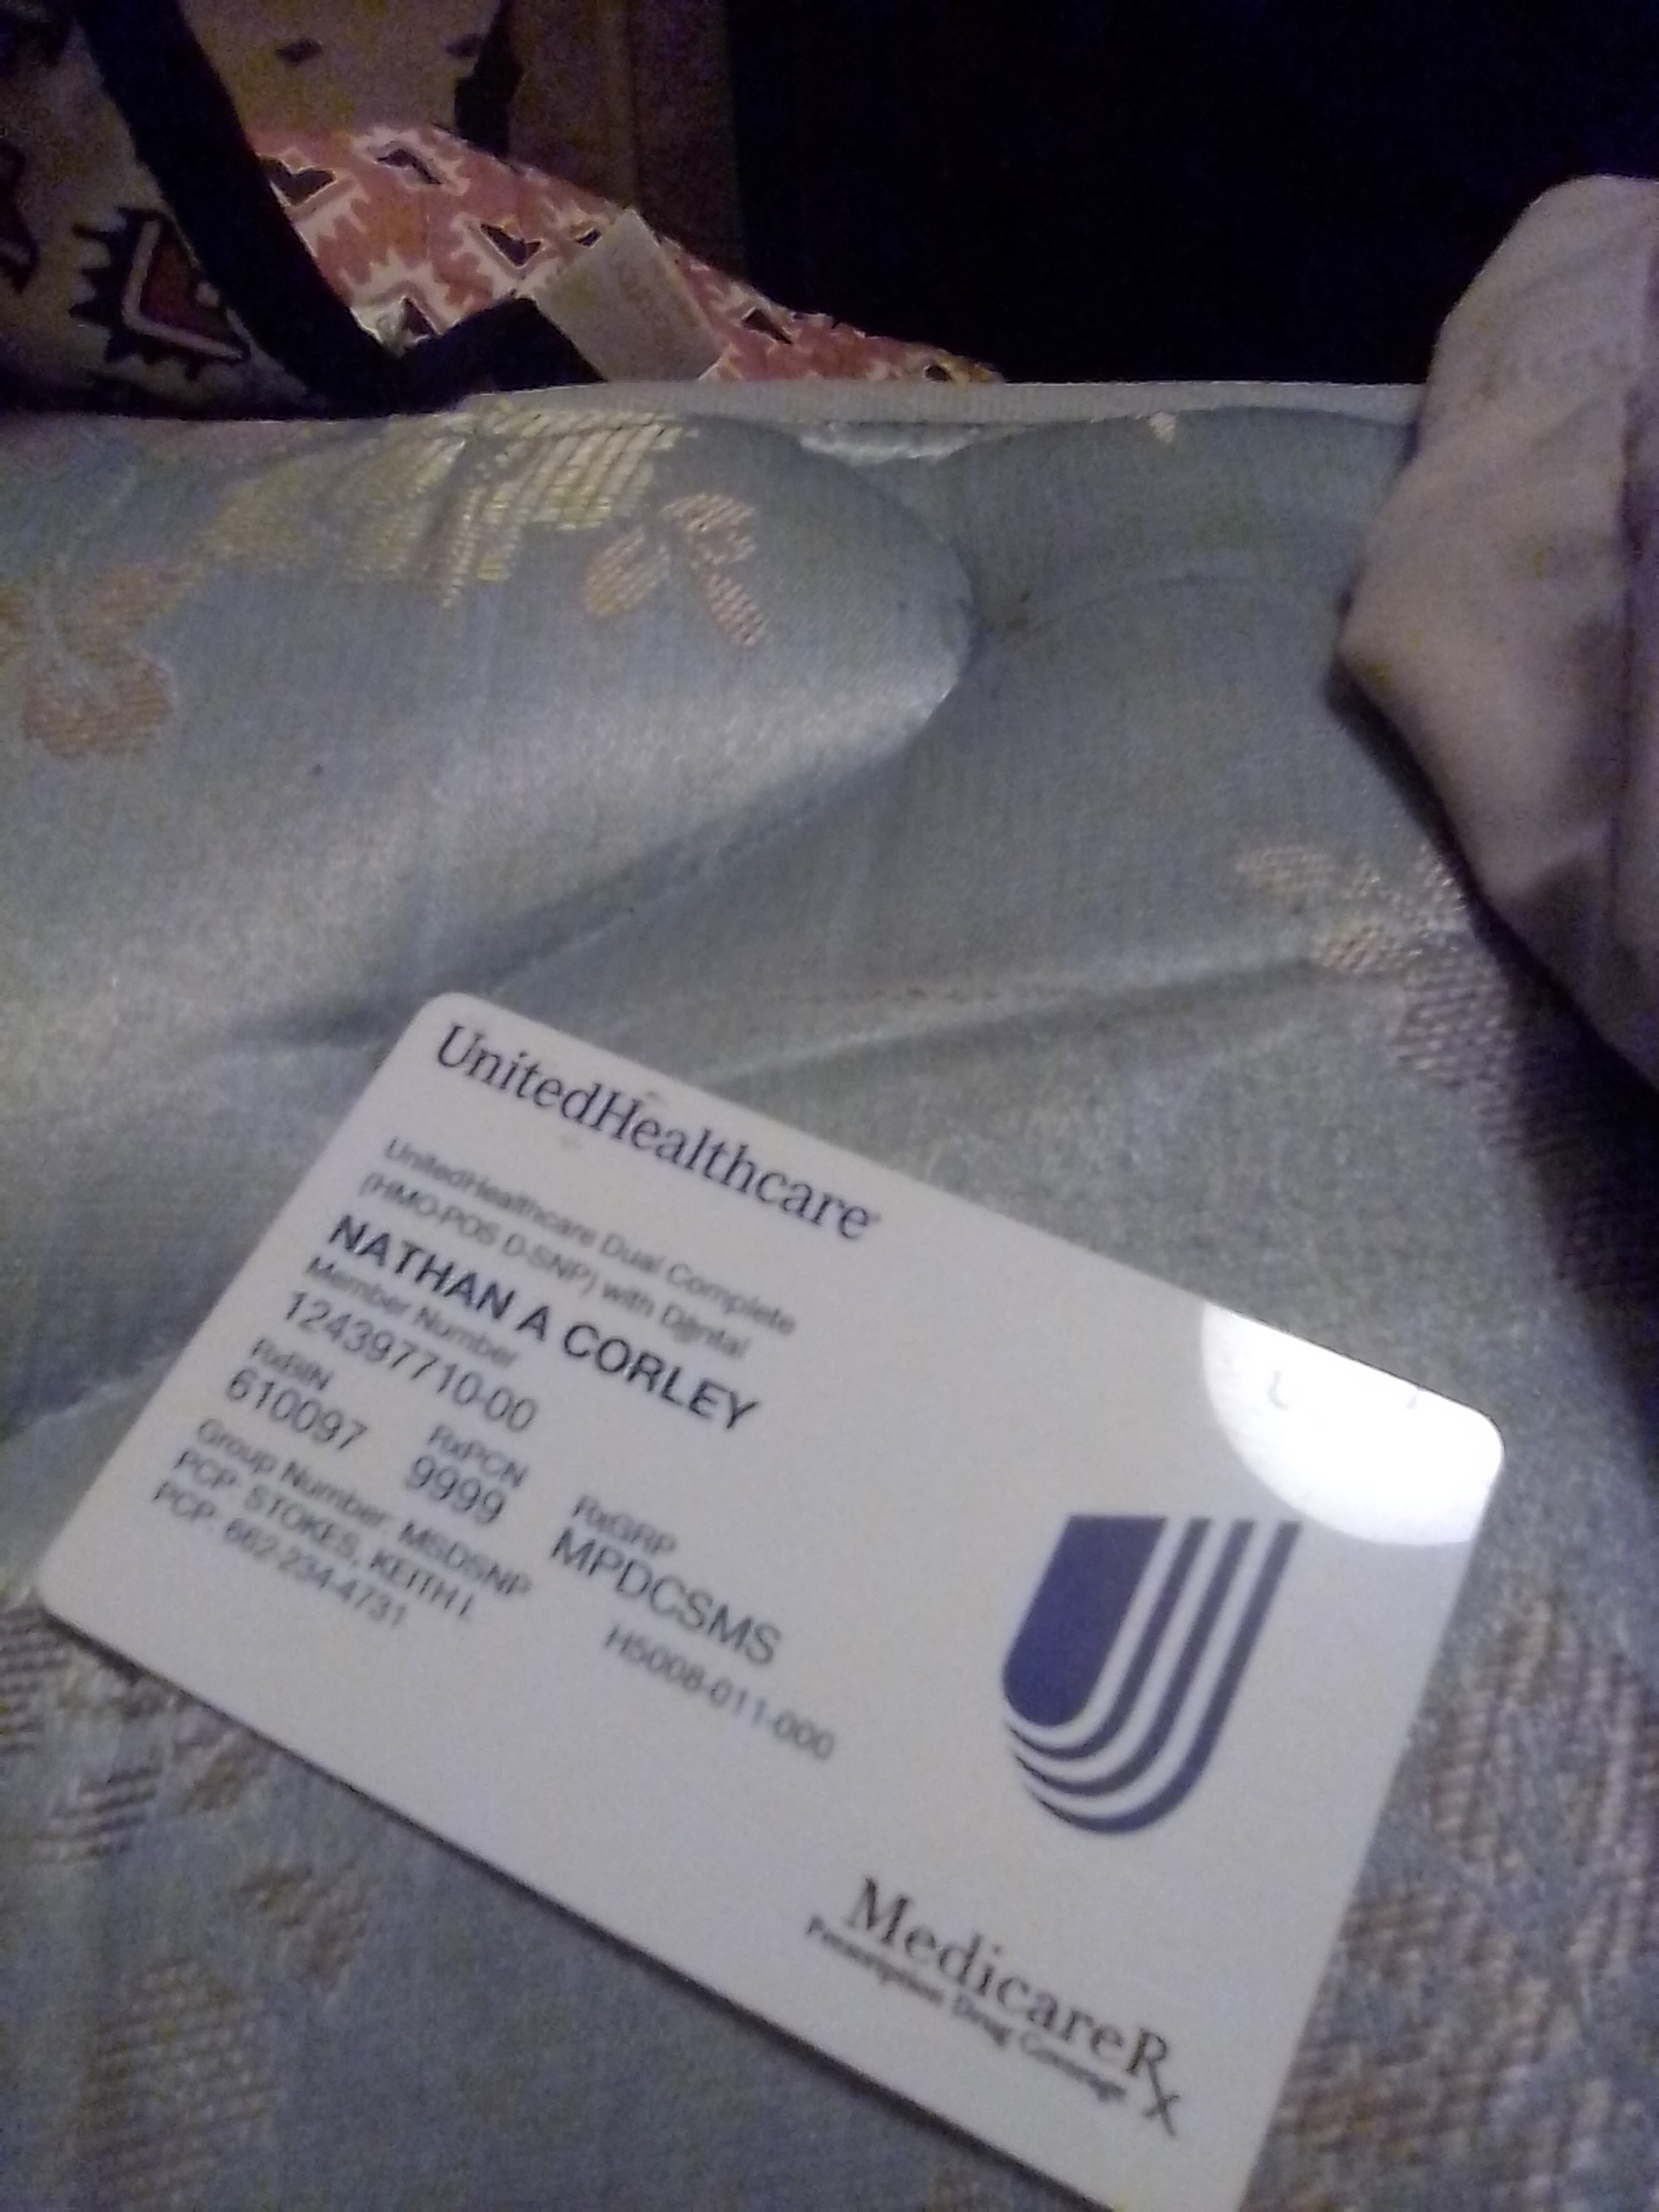 UnitedHealthcare
UnitedHealthcare Dual Complete
(HMO-POS D-SNP) with Dental
NATHAN A CORLEY
Member Number
124397710-00
RxBIN RxPCN RxGRP
610097 9999 MPDCSMS
Group Number: MSDSNP H5008-011-000
PCP: STOKES, KEITH I.
PCP: 662-234-4731
MedicareRx
Prescription Drug Coverage